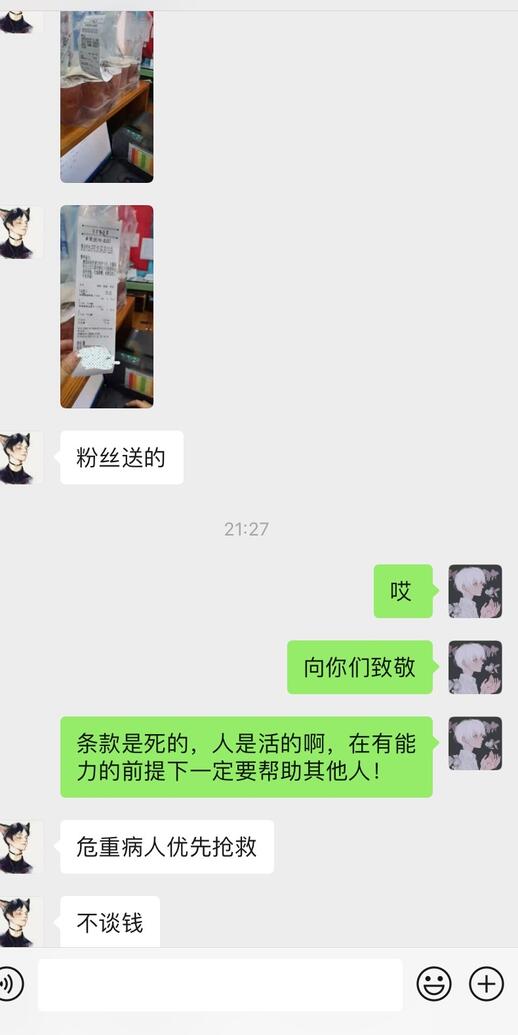 粉丝送的
21:27
哎
向你们致敬
条款是死的，人是活的啊，在有能
力的前提下一定要帮助其他人！
危重病人优先抢救
不谈钱